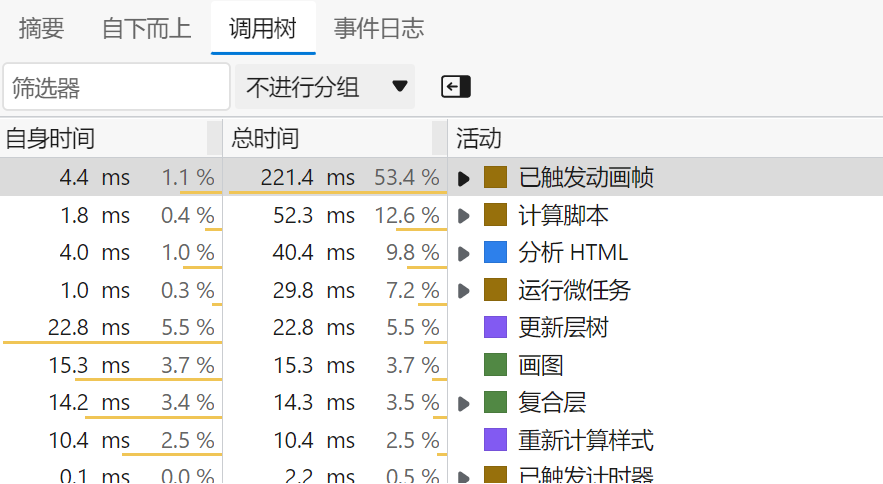 摘要 自下而上 调用树 事件日志
筛选器 不进行分组
自身时间 总时间 活动
4.4 ms 1.1 % 221.4 ms 53.4 % 已触发动画帧
1.8 ms 0.4 % 52.3 ms 12.6 % 计算脚本
4.0 ms 1.0 % 40.4 ms 9.8 % 分析 HTML
1.0 ms 0.3 % 29.8 ms 7.2 % 运行微任务
22.8 ms 5.5 % 22.8 ms 5.5 % 更新层树
15.3 ms 3.7 % 15.3 ms 3.7 % 画图
14.2 ms 3.4 % 14.3 ms 3.5 % 复合层
10.4 ms 2.5 % 10.4 ms 2.5 % 重新计算样式
0.1 ms 0.0 % 2.2 ms 0.5 % 已触发计时器